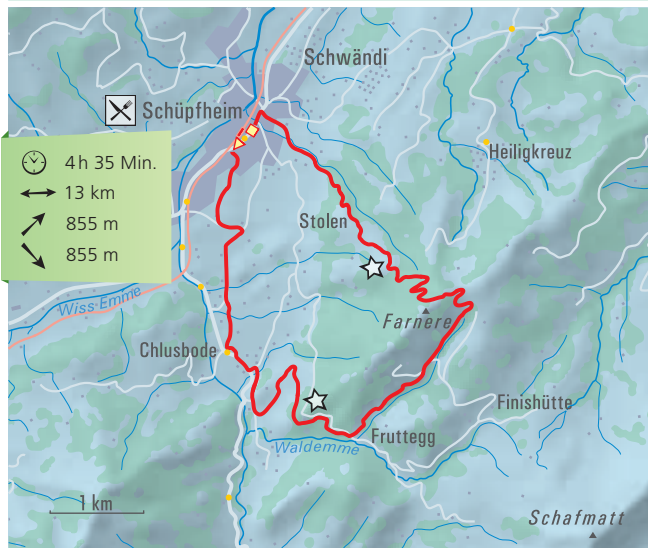 Schwändi
Schüpfheim
4 h 35 Min.
13 km
855 m
855 m
Heiligkreuz
Stolen
Wiss Emme
Farnere
Chlusbode
Finishütte
Fruttegg
Waldemme
1 km
Schafmatt